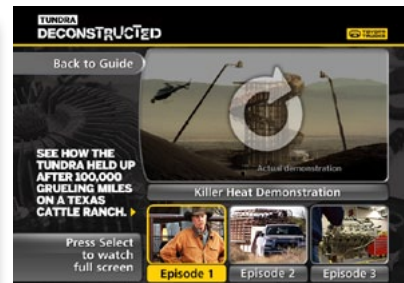 TUNDRA
DECONSTRUCTED
TOYOTA
Back to Guide
Actual demonstration
SEE HOW THE
TUNDRA HELD UP
AFTER 100,000
GRUELING MILES
ON A TEXAS
CATTLE RANCH.
Killer Heat Demonstration
Press Select
to watch
full screen
Episode 1
Episode 2
Episode 3